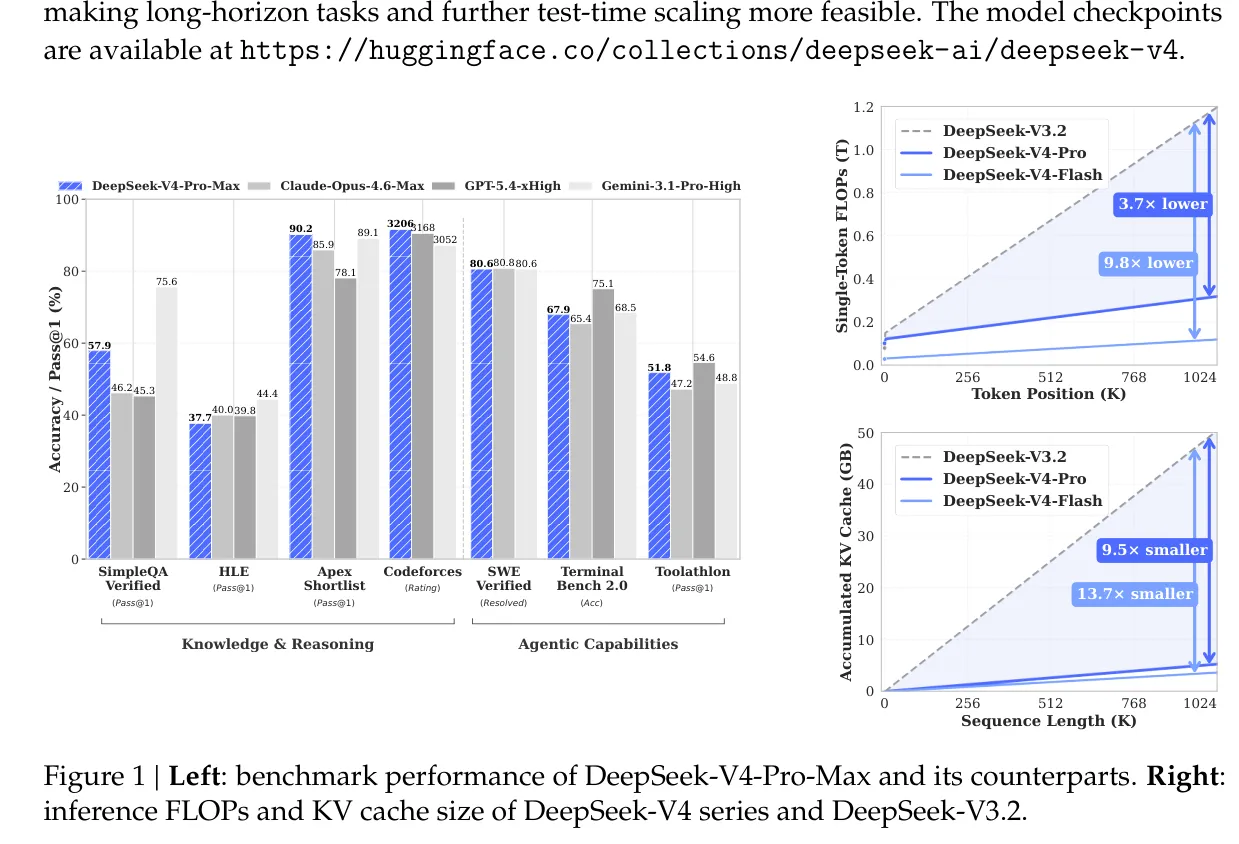 making long-horizon tasks and further test-time scaling more feasible. The model checkpoints
are available at https://huggingface.co/collections/deepseek-ai/deepseek-v4.
DeepSeek-V4-Pro-Max Claude-Opus-4.6-Max GPT-5.4-xHigh Gemini-3.1-Pro-High
Accuracy / Pass@1 (%)
100
80
60
40
20
0
57.9 46.2 45.3 75.6
37.7 40.0 39.8 44.4
90.2 85.9 78.1 89.1
3206 3168 3052
80.6 80.8 80.6
67.9 65.4 75.1 68.5
51.8 47.2 54.6 48.8
SimpleQA
Verified
(Pass@1)
HLE
(Pass@1)
Apex
Shortlist
(Pass@1)
Codeforces
(Rating)
SWE
Verified
(Resolved)
Terminal
Bench 2.0
(Acc)
Toolathlon
(Pass@1)
Knowledge & Reasoning
Agentic Capabilities
Single-Token FLOPs (T)
1.2
1.0
0.8
0.6
0.4
0.2
0.0
DeepSeek-V3.2
DeepSeek-V4-Pro
DeepSeek-V4-Flash
3.7× lower
9.8× lower
0 256 512 768 1024
Token Position (K)
Accumulated KV Cache (GB)
50
40
30
20
10
0
DeepSeek-V3.2
DeepSeek-V4-Pro
DeepSeek-V4-Flash
9.5× smaller
13.7× smaller
0 256 512 768 1024
Sequence Length (K)
Figure 1 | Left: benchmark performance of DeepSeek-V4-Pro-Max and its counterparts. Right:
inference FLOPs and KV cache size of DeepSeek-V4 series and DeepSeek-V3.2.